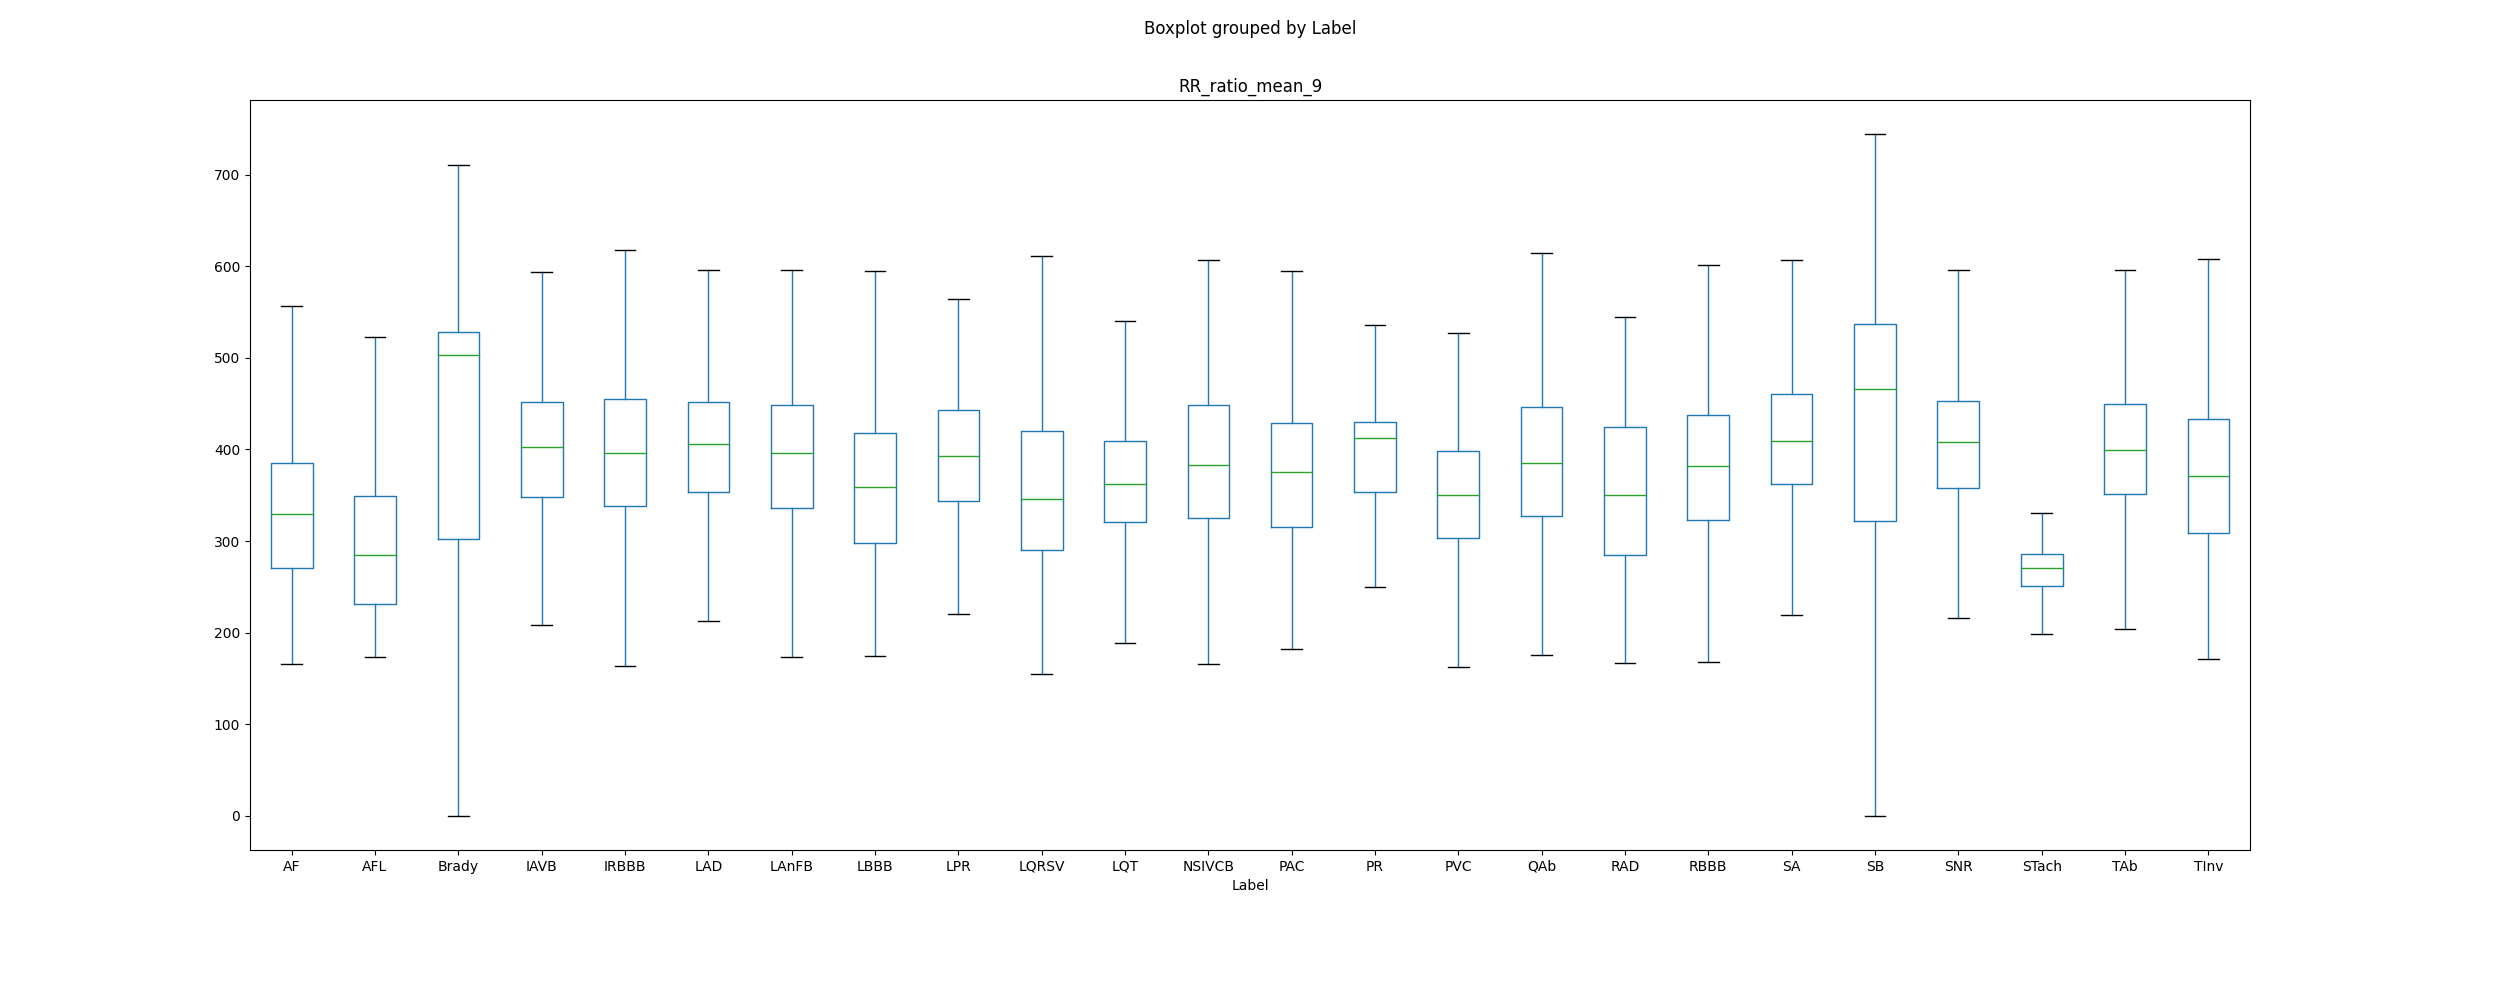 Boxplot grouped by Label
RR_ratio_mean_9
700
600
500
400
300
200
100
0
AF AFL Brady IAVB IRBBB LAD LAnFB LBBB LPR LQRSV LQT NSIVCB PAC PR PVC QAb RAD RBBB SA SB SNR STach TAb TInv
Label